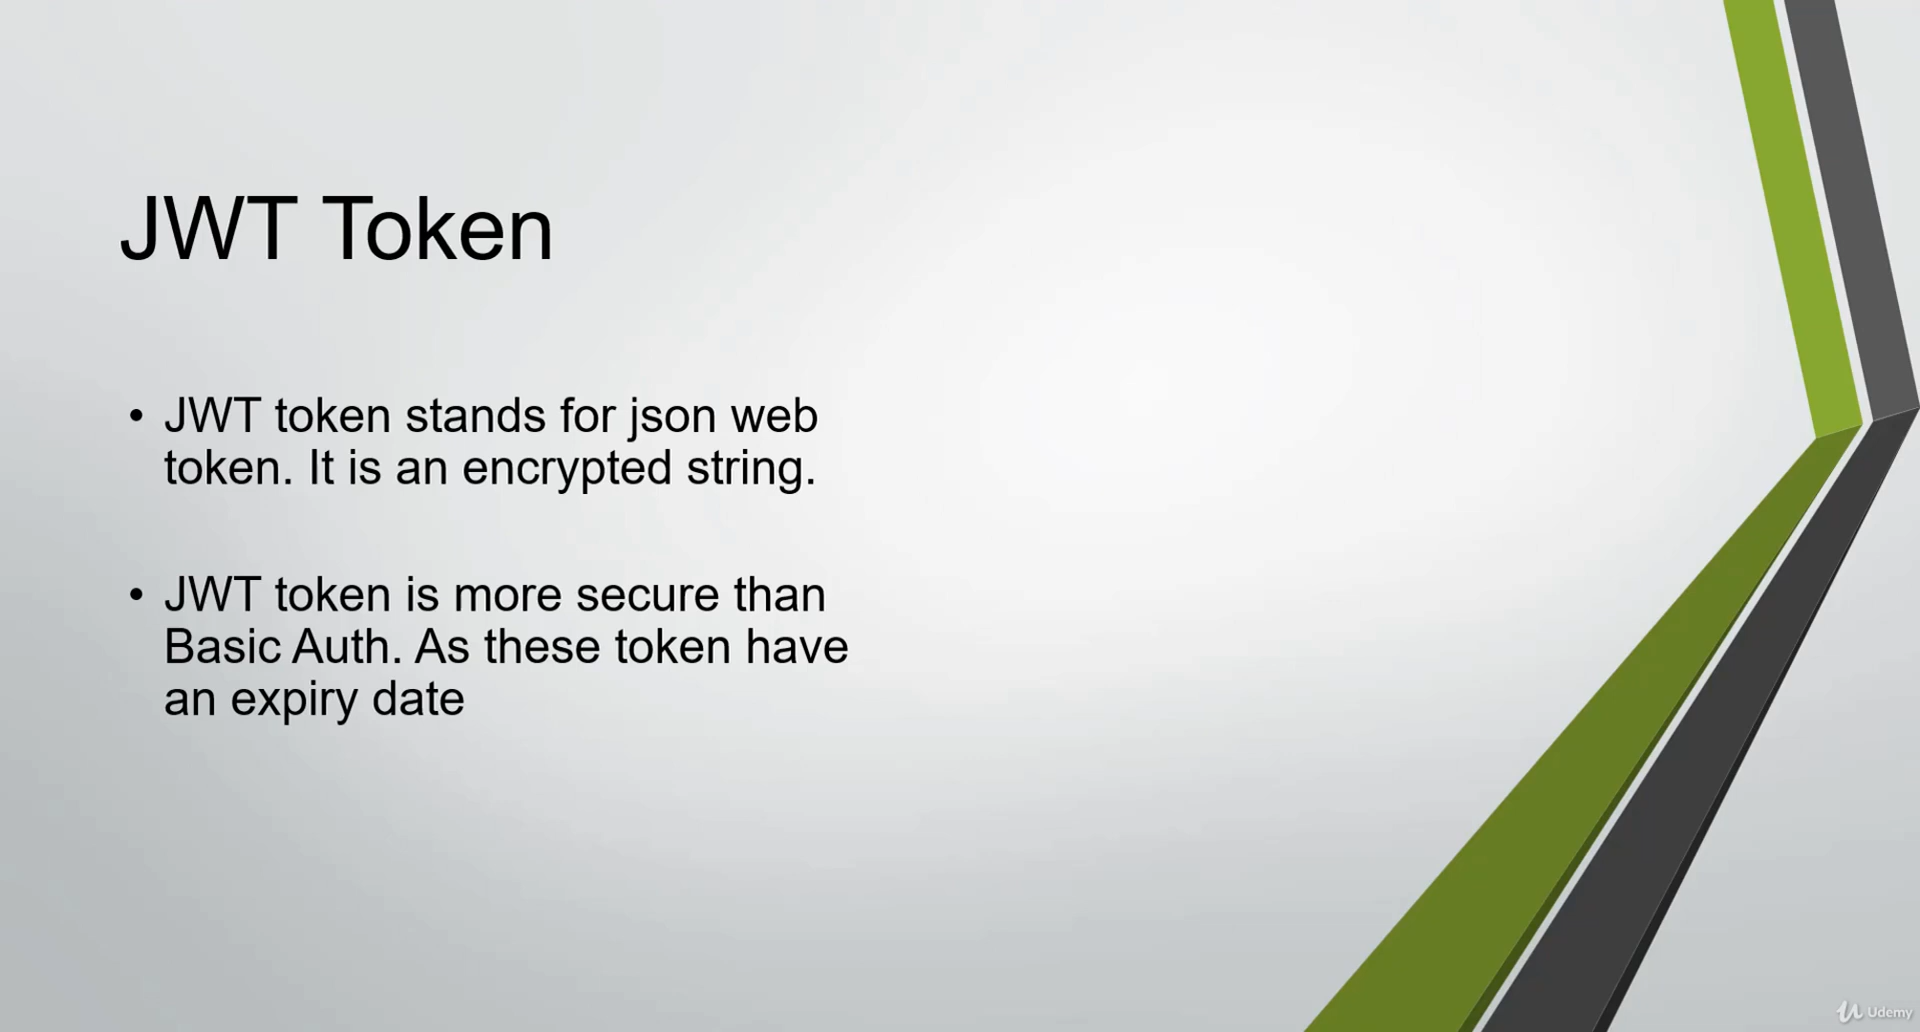 JWT Token
• JWT token stands for json web
token. It is an encrypted string.
• JWT token is more secure than
Basic Auth. As these token have
an expiry date
Udemy